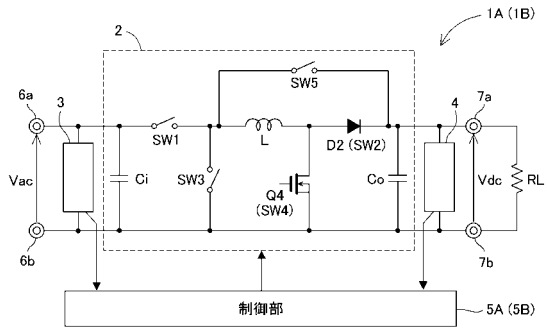 1A (1B)
2
SW5
6a
3
SW1
L
D2 (SW2)
4
7a
Vac
Ci
SW3
Q4
(SW4)
Co
Vdc
RL
6b
7b
制御部
5A (5B)